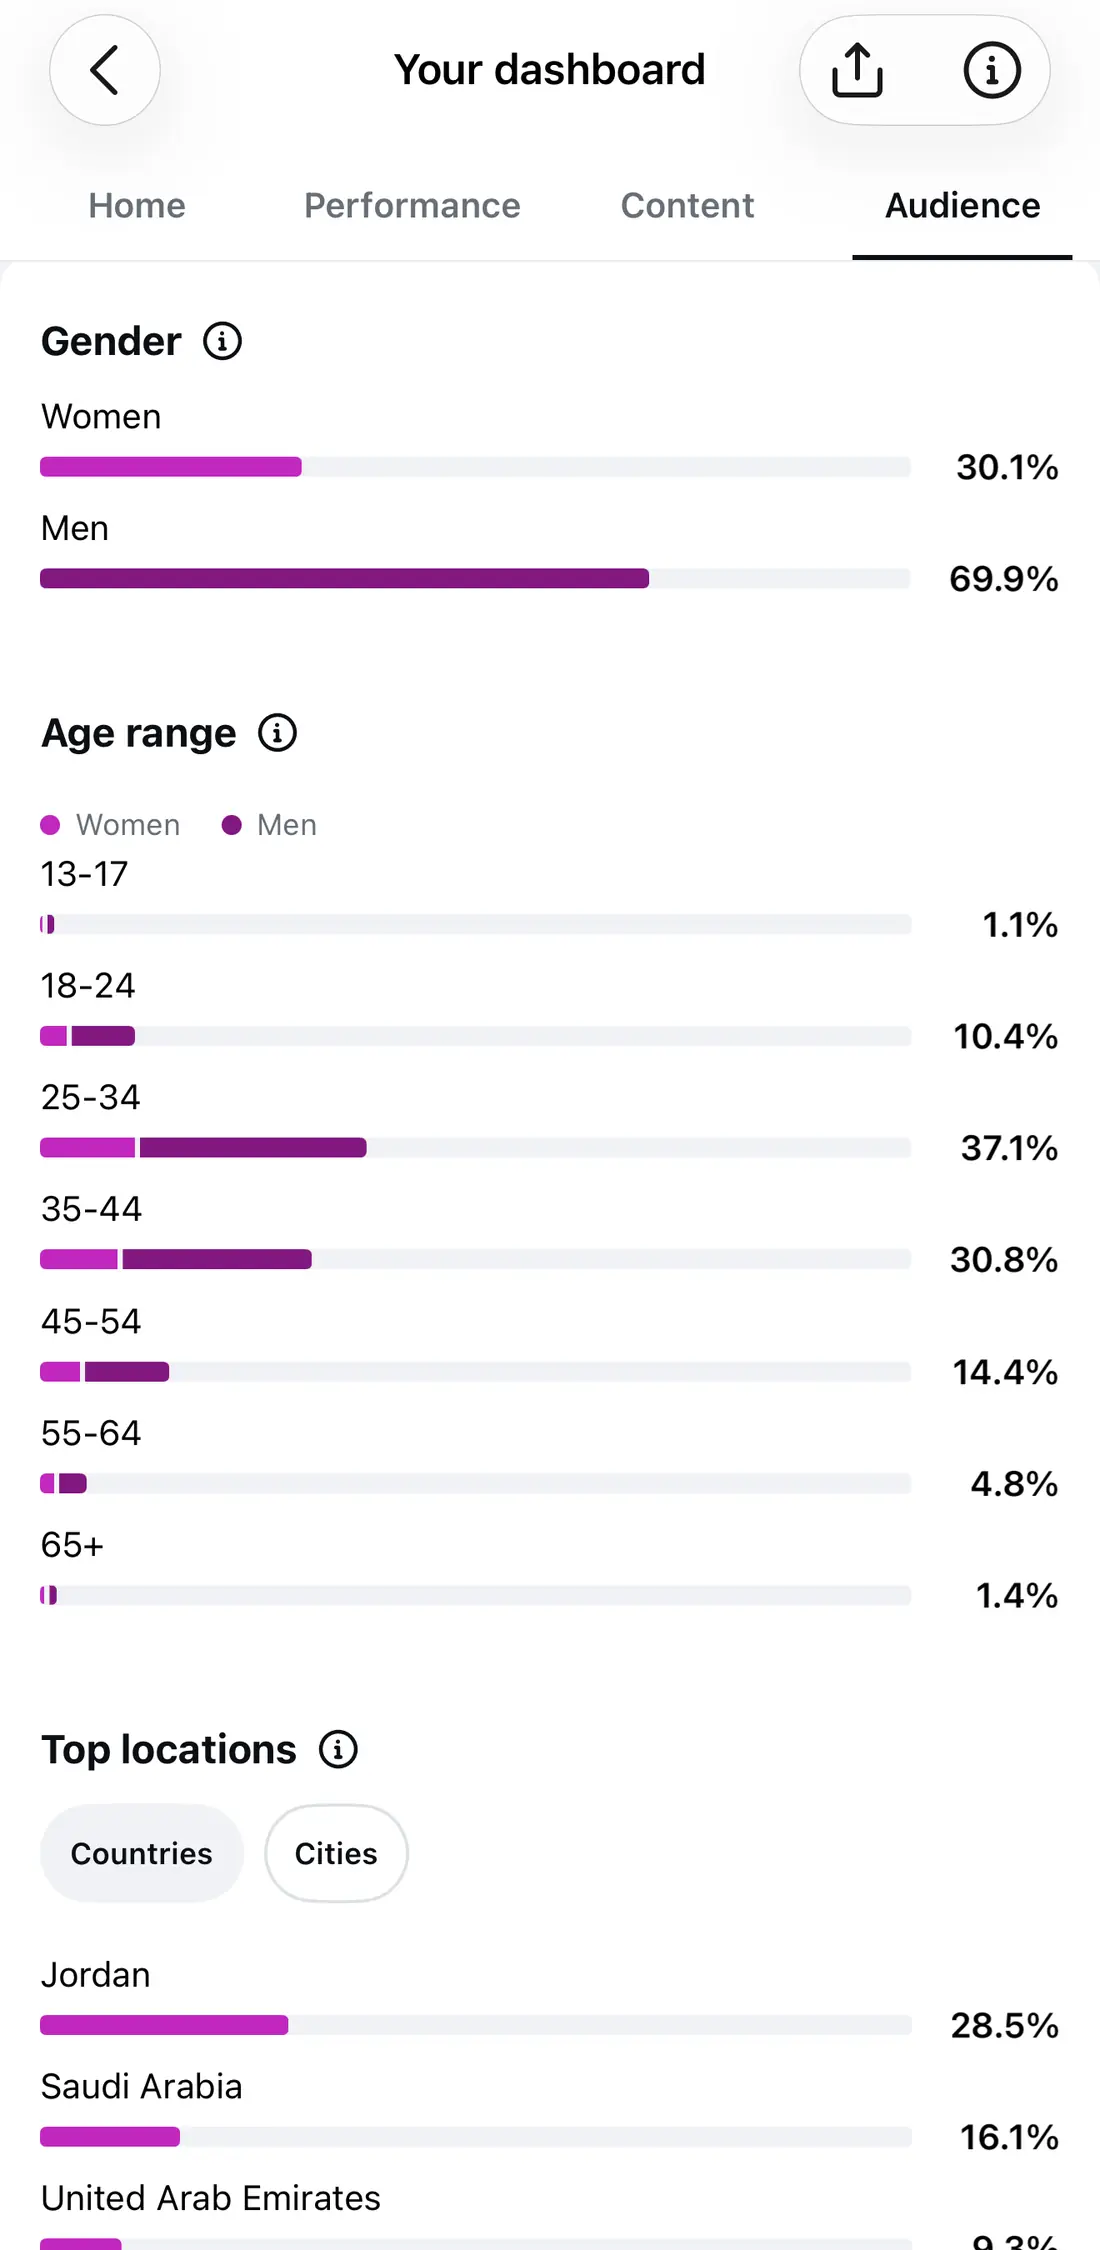 Your dashboard
Home Performance Content Audience
Gender
Women
30.1%
Men
69.9%
Age range
Women Men
13-17
1.1%
18-24
10.4%
25-34
37.1%
35-44
30.8%
45-54
14.4%
55-64
4.8%
65+
1.4%
Top locations
Countries Cities
Jordan
28.5%
Saudi Arabia
16.1%
United Arab Emirates
9.3%